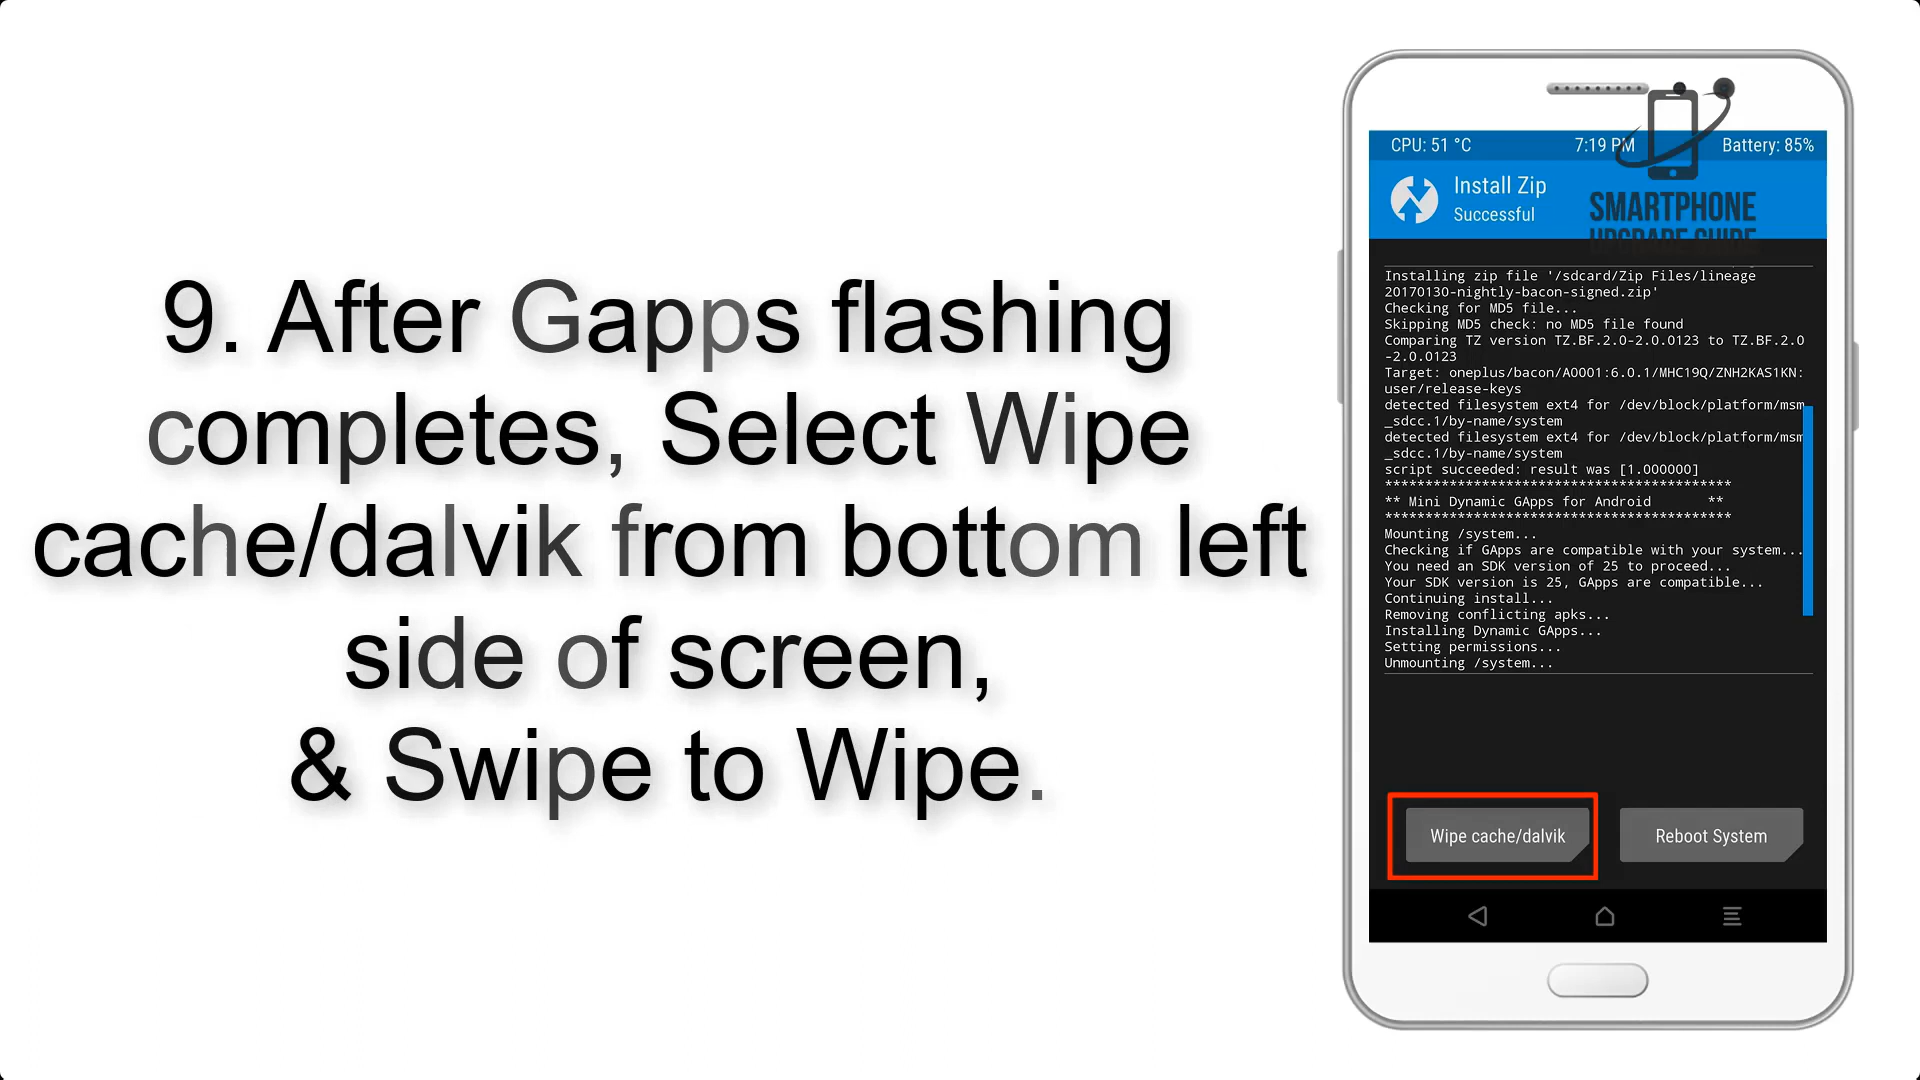 9. After Gapps flashing
completes, Select Wipe
cache/dalvik from bottom left
side of screen,
& Swipe to Wipe.
CPU: 51 °C 7:19 PM Battery: 85%
Install Zip
Successful
SMARTPHONE
UPGRADE GUIDE
Installing zip file '/sdcard/Zip Files/lineage
20170130-nightly-bacon-signed.zip'
Checking for MD5 file...
Skipping MD5 check: no MD5 file found
Comparing TZ version TZ.BF.2.0-2.0.0123 to TZ.BF.2.0
-2.0.0123
Target: oneplus/bacon/A0001:6.0.1/MHC19Q/ZNH2KAS1KN:
user/release-keys
detected filesystem ext4 for /dev/block/platform/msm
_sdcc.1/by-name/system
detected filesystem ext4 for /dev/block/platform/msm
_sdcc.1/by-name/system
script succeeded: result was [1.000000]
******************************************
** Mini Dynamic GApps for Android **
******************************************
Mounting /system...
Checking if GApps are compatible with your system...
You need an SDK version of 25 to proceed...
Your SDK version is 25, GApps are compatible...
Continuing install...
Removing conflicting apks...
Installing Dynamic GApps...
Setting permissions...
Unmounting /system...
Wipe cache/dalvik Reboot System